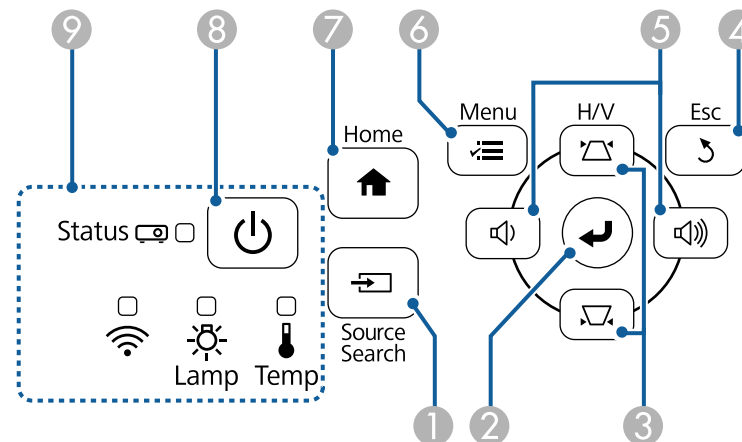 9 8 7 6 5 4
Menu H/V Esc
Home
Status
Source
Search
Lamp Temp
1 2 3